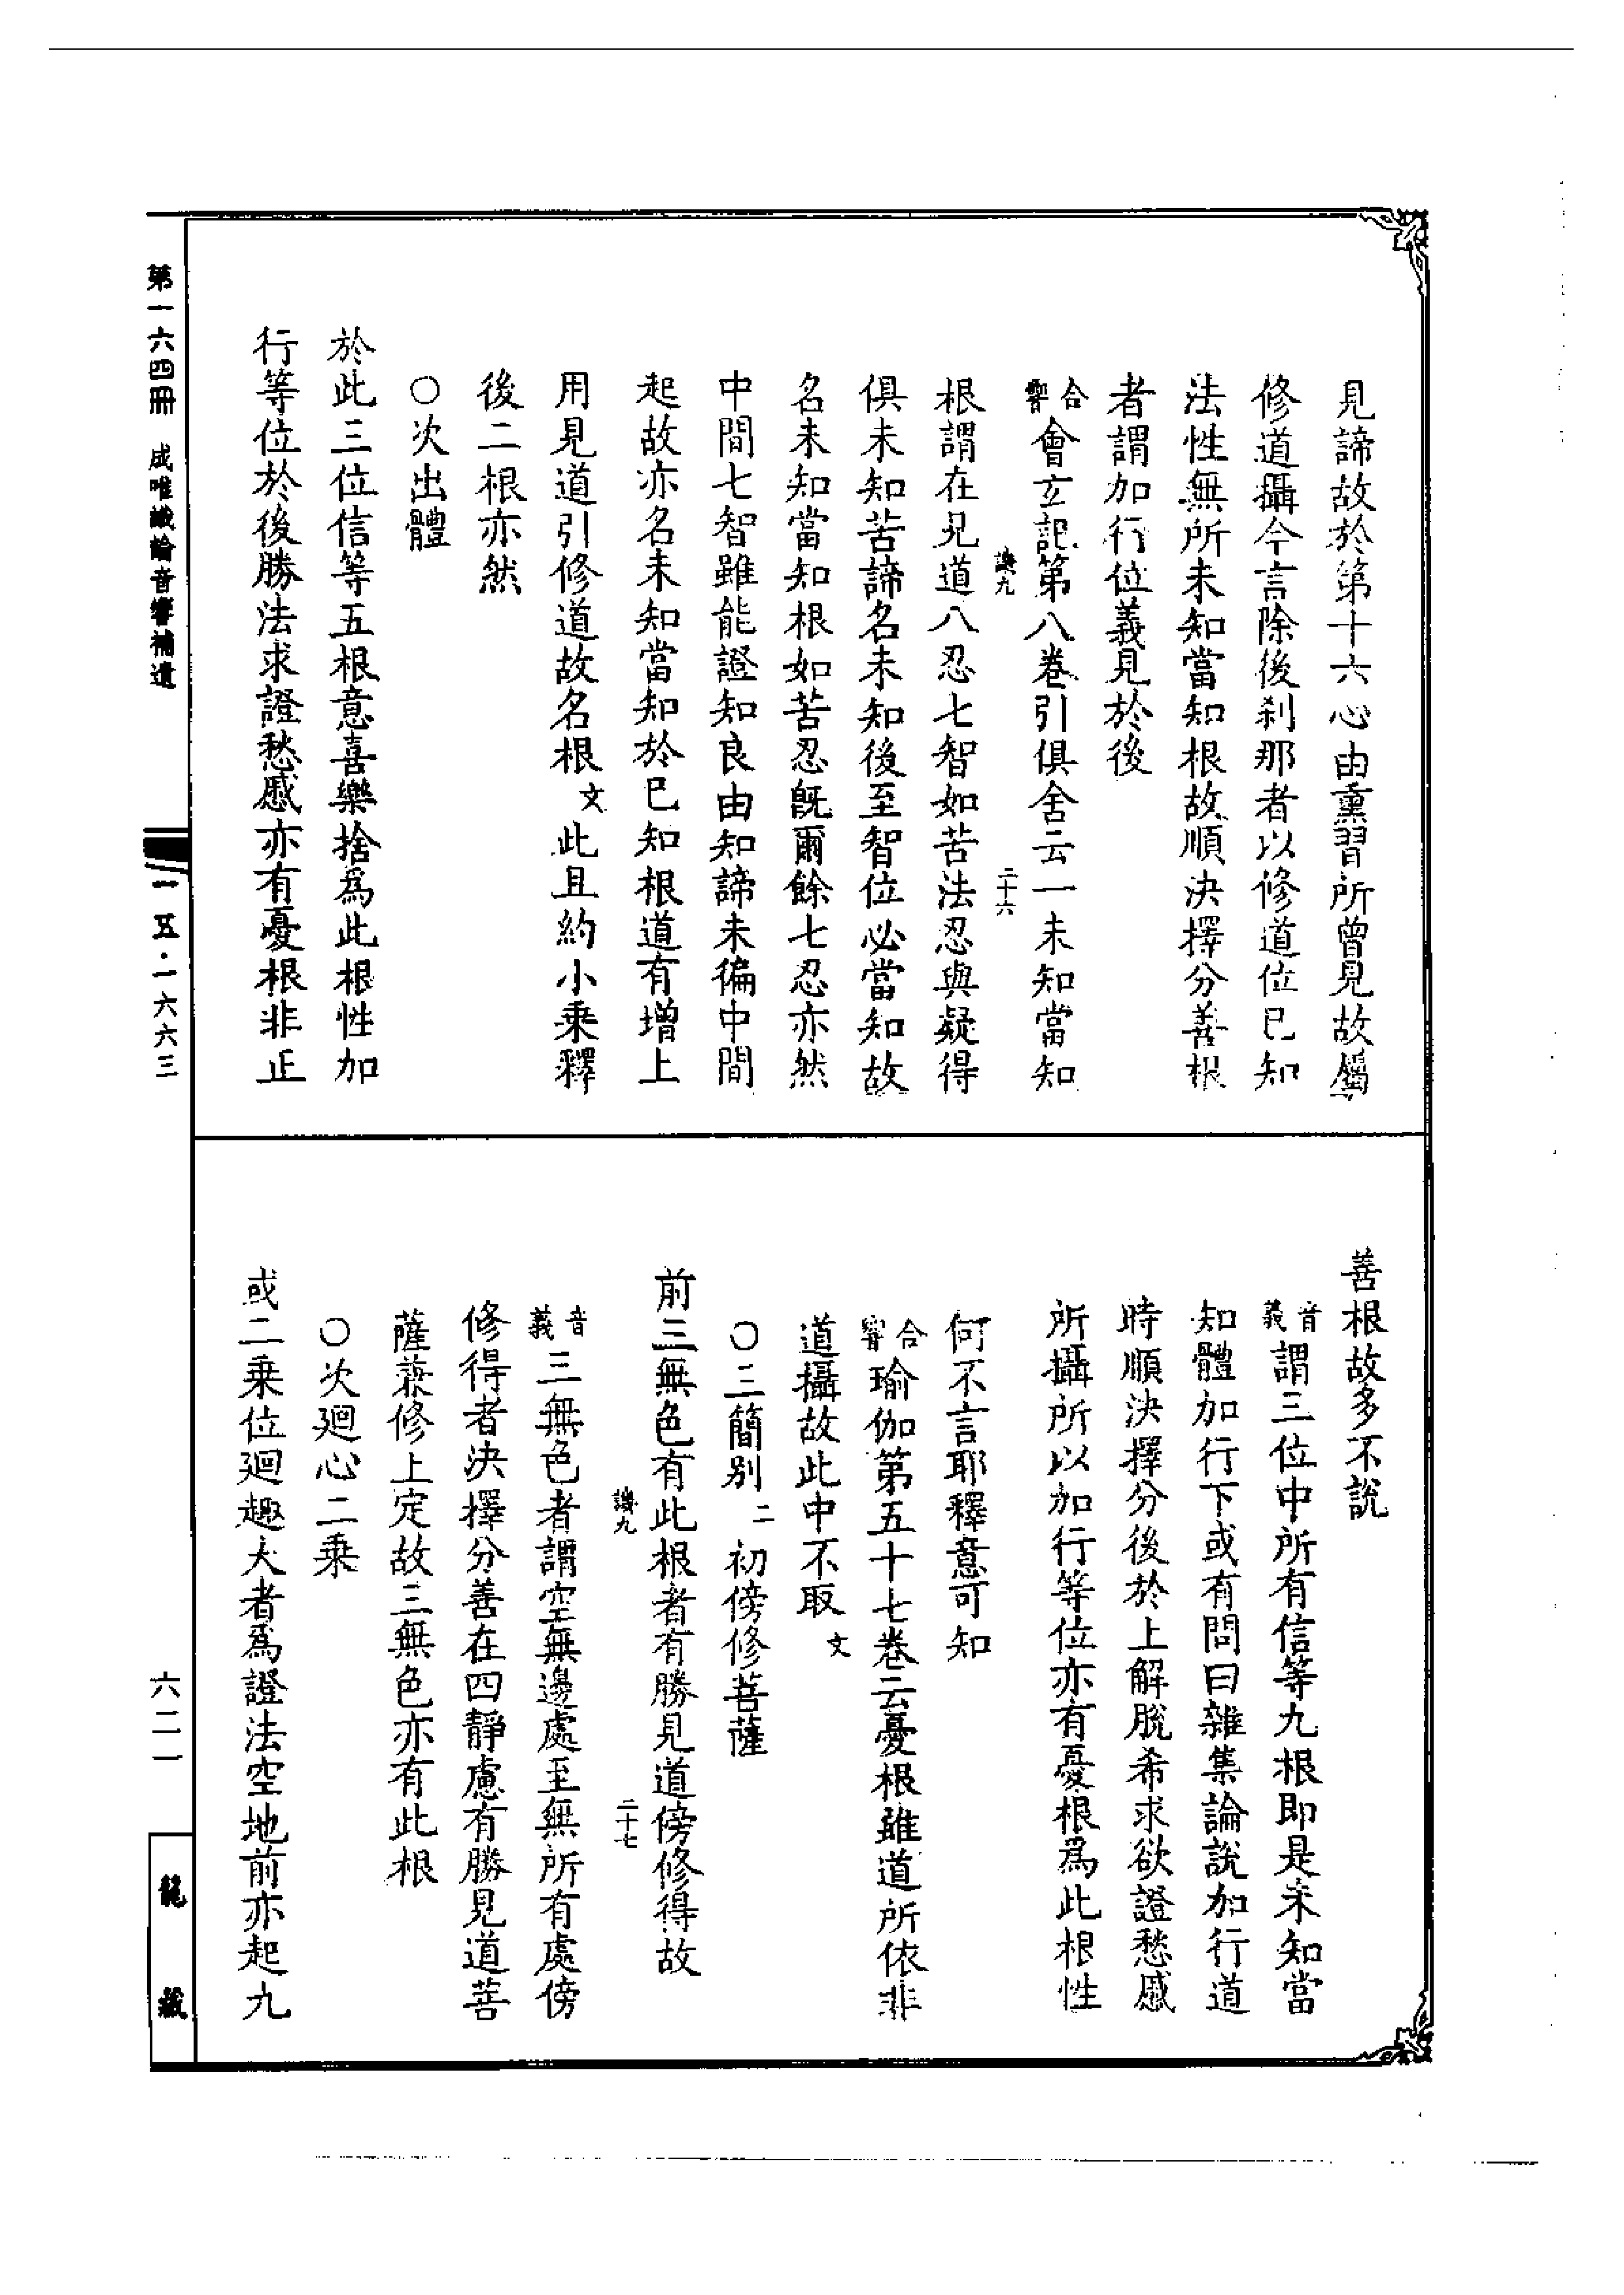 見諦故於第十六心由熏習所曾見故屬
修道攝今言除後刹那者以修道位已知
法性無所未知當知根故順決擇分善根
者謂加行位義見於後
合響會玄記第八卷引俱舍云一未知當知
識九 二十六
根謂在見道八忍七智如苦法忍與疑得
俱未知苦諦名未知後至智位必當知故
名未知當知根如苦忍旣爾餘七忍亦然
中間七智雖能證知良由知諦未徧中間
起故亦名未知當知於已知根道有增上
用見道引修道故名根文此且約小乘釋
後二根亦然
○次出體
於此三位信等五根意喜樂捨爲此根性加
行等位於後勝法求證愁慼亦有憂根非正
善根故多不說
音義謂三位中所有信等九根即是未知當
知體加行下或有問曰雜集論說加行道
時順決擇分後於上解脫希求欲證愁慼
所攝所以加行等位亦有憂根爲此根性
何不言耶釋意可知
合響瑜伽第五十七卷云憂根雖道所依非
道攝故此中不取文
○三簡別二初傍修菩薩
前三無色有此根者有勝見道傍修得故
識九 二十七
音義三無色者謂空無邊處至無所有處傍
修得者決擇分善在四靜慮有勝見道菩
薩兼修上定故三無色亦有此根
○次廻心二乘
或二乘位廻趣大者爲證法空地前亦起九
第一六四冊 成唯識論音響補遺
一五·一六六三
六二一
龍藏